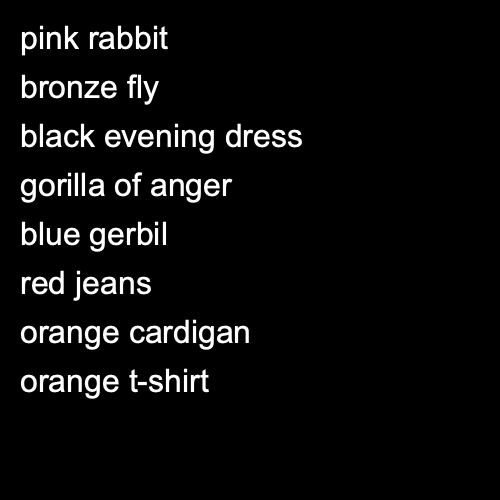 pink rabbit
bronze fly
black evening dress
gorilla of anger
blue gerbil
red jeans
orange cardigan
orange t-shirt